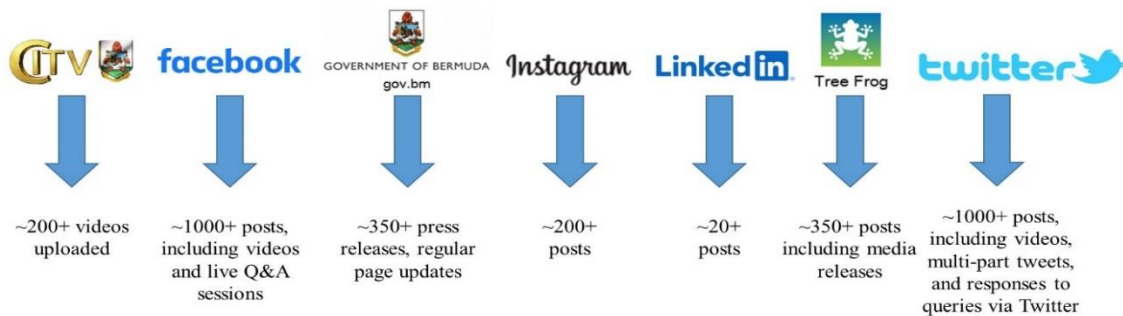 CITV
facebook
GOVERNMENT OF BERMUDA
gov.bm
Instagram
Linked in
Tree Frog
twitter
~200+ videos
uploaded
~1000+ posts,
including videos
and live Q&A
sessions
~350+ press
releases, regular
page updates
~200+
posts
~20+
posts
~350+ posts
including media
releases
~1000+ posts,
including videos,
multi-part tweets,
and responses to
queries via Twitter